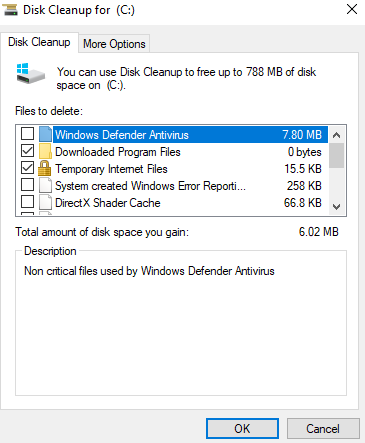 Disk Cleanup for (C:)
Disk Cleanup
More Options
You can use Disk Cleanup to free up to 788 MB of disk
space on (C:).
Files to delete:
Windows Defender Antivirus 7.80 MB
Downloaded Program Files 0 bytes
Temporary Internet Files 15.5 KB
System created Windows Error Reporti... 258 KB
DirectX Shader Cache 66.8 KB
Total amount of disk space you gain: 6.02 MB
Description
Non critical files used by Windows Defender Antivirus
OK
Cancel